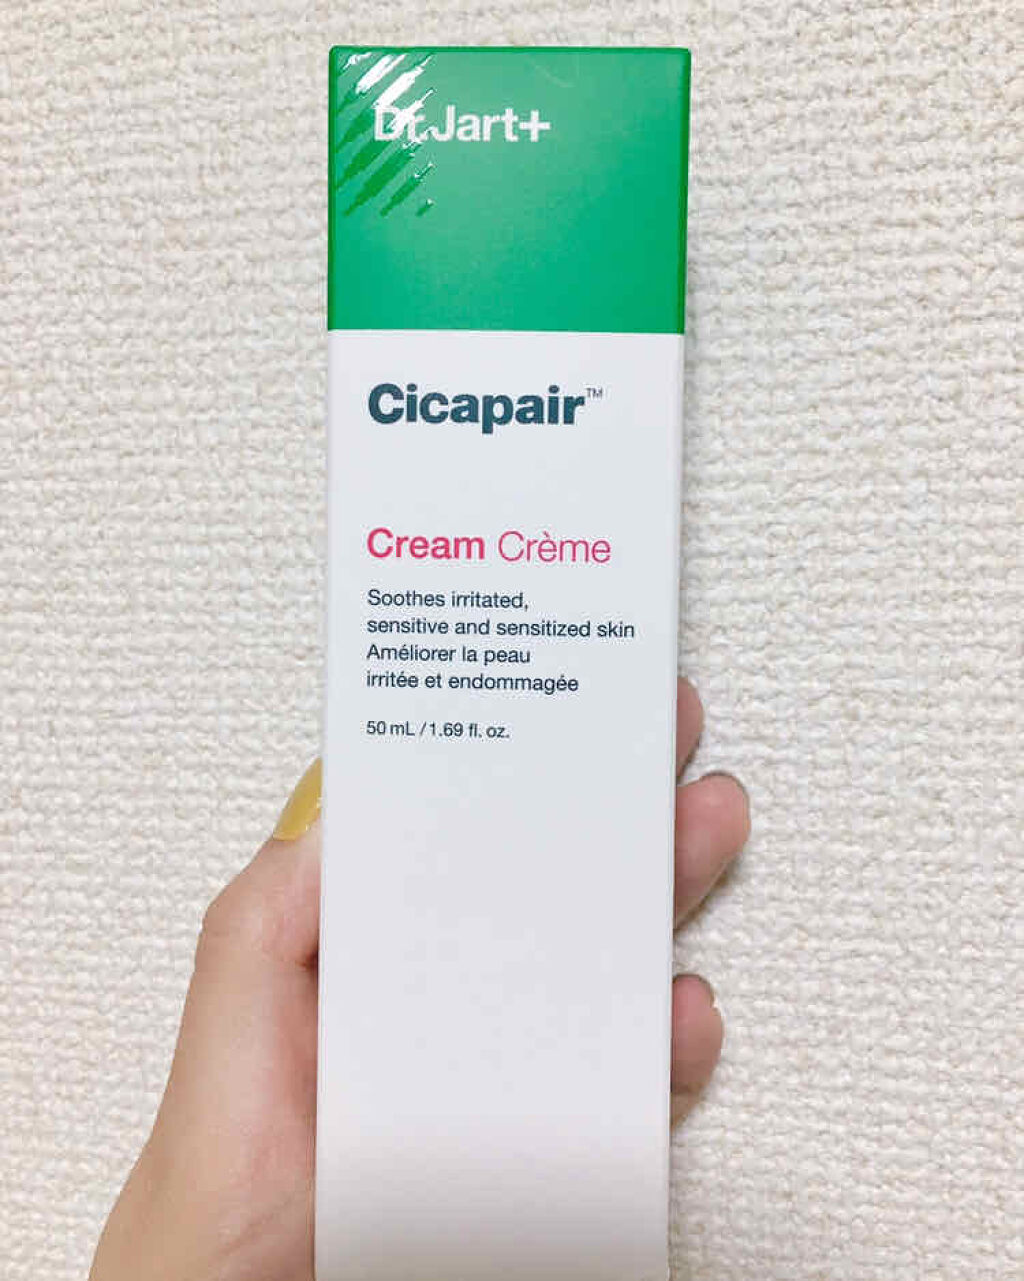 Dr.Jart+
Cicapair™
Cream Crème
Soothes irritated,
sensitive and sensitized skin
Améliorer la peau
irritée et endommagée
50 mL / 1.69 fl. oz.